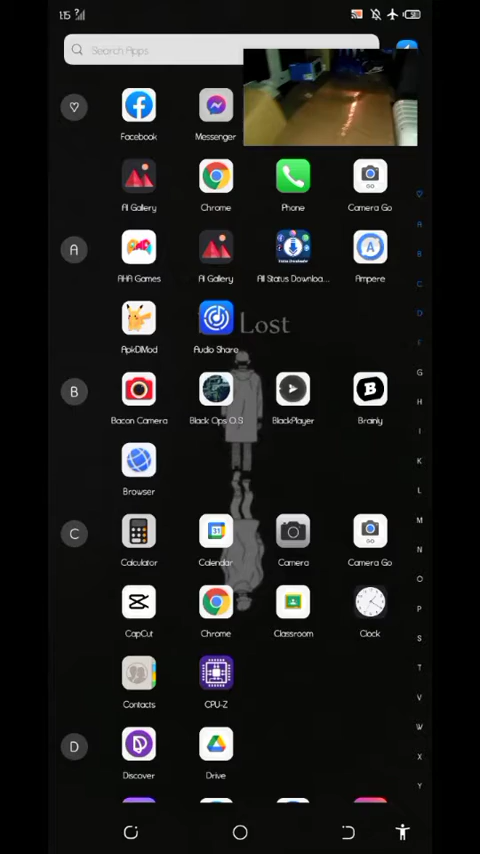 1:15
Search Apps
Facebook
Messenger
AI Gallery
Chrome
Phone
Camera Go
A
AHA Games
AI Gallery
All Status Downloa...
Ampere
ApkDlMod
Audio Share
Lost
B
Bacon Camera
Black Ops O.S
BlackPlayer
Brainly
Browser
C
Calculator
Calendar
Camera
Camera Go
CapCut
Chrome
Classroom
Clock
Contacts
CPU-Z
D
Discover
Drive
A
B
C
D
E
G
H
I
K
L
M
N
O
P
S
T
V
W
X
Y